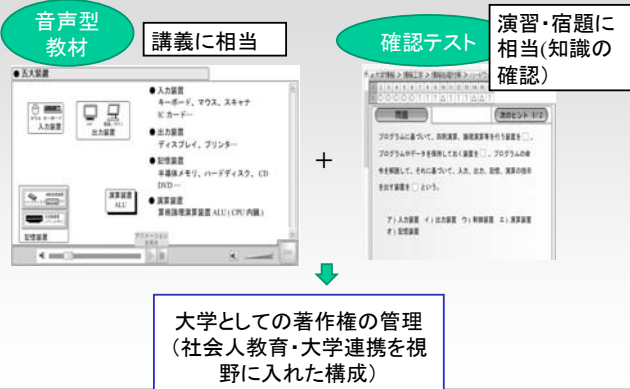 音声型
教材
講義に相当
確認テスト
演習・宿題に
相当(知識の
確認)
● 五大装置
● 入力装置
キーボード、マウス、スキャナ
ICカード…
● 出力装置
ディスプレイ、プリンタ…
● 記憶装置
半導体メモリ、ハードディスク、CD
DVD…
● 演算装置
算術論理演算装置 ALU ( CPU 内臓 )
入力装置
出力装置
演算装置
ALU
記憶装置
+
問題
次のヒント 1/2
プログラムに基づいて、四則演算、論理演算等を行う装置を□、
プログラムやデータを保持しておく装置を□、プログラムの命
令を解読して、それに基づいて、入力、出力、記憶、演算の指示
を出す装置を□という。
ア) 入力装置 イ) 出力装置 ウ) 制御装置 エ) 演算装置
オ) 記憶装置
大学としての著作権の管理
(社会人教育・大学連携を視
野に入れた構成)